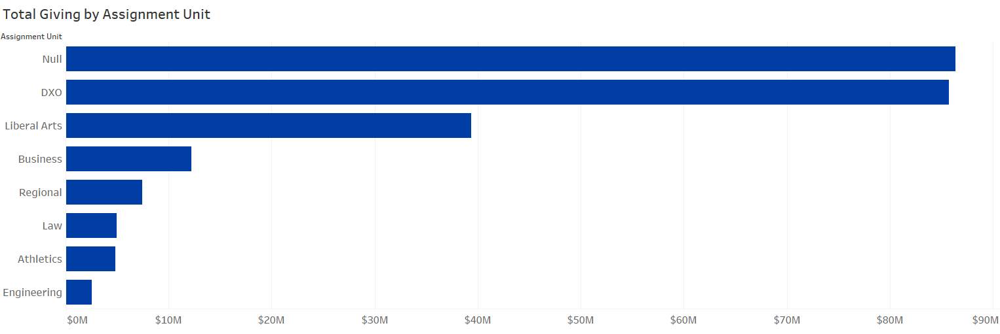 Total Giving by Assignment Unit
Assignment Unit
Null
DXO
Liberal Arts
Business
Regional
Law
Athletics
Engineering
$0M $10M $20M $30M $40M $50M $60M $70M $80M $90M